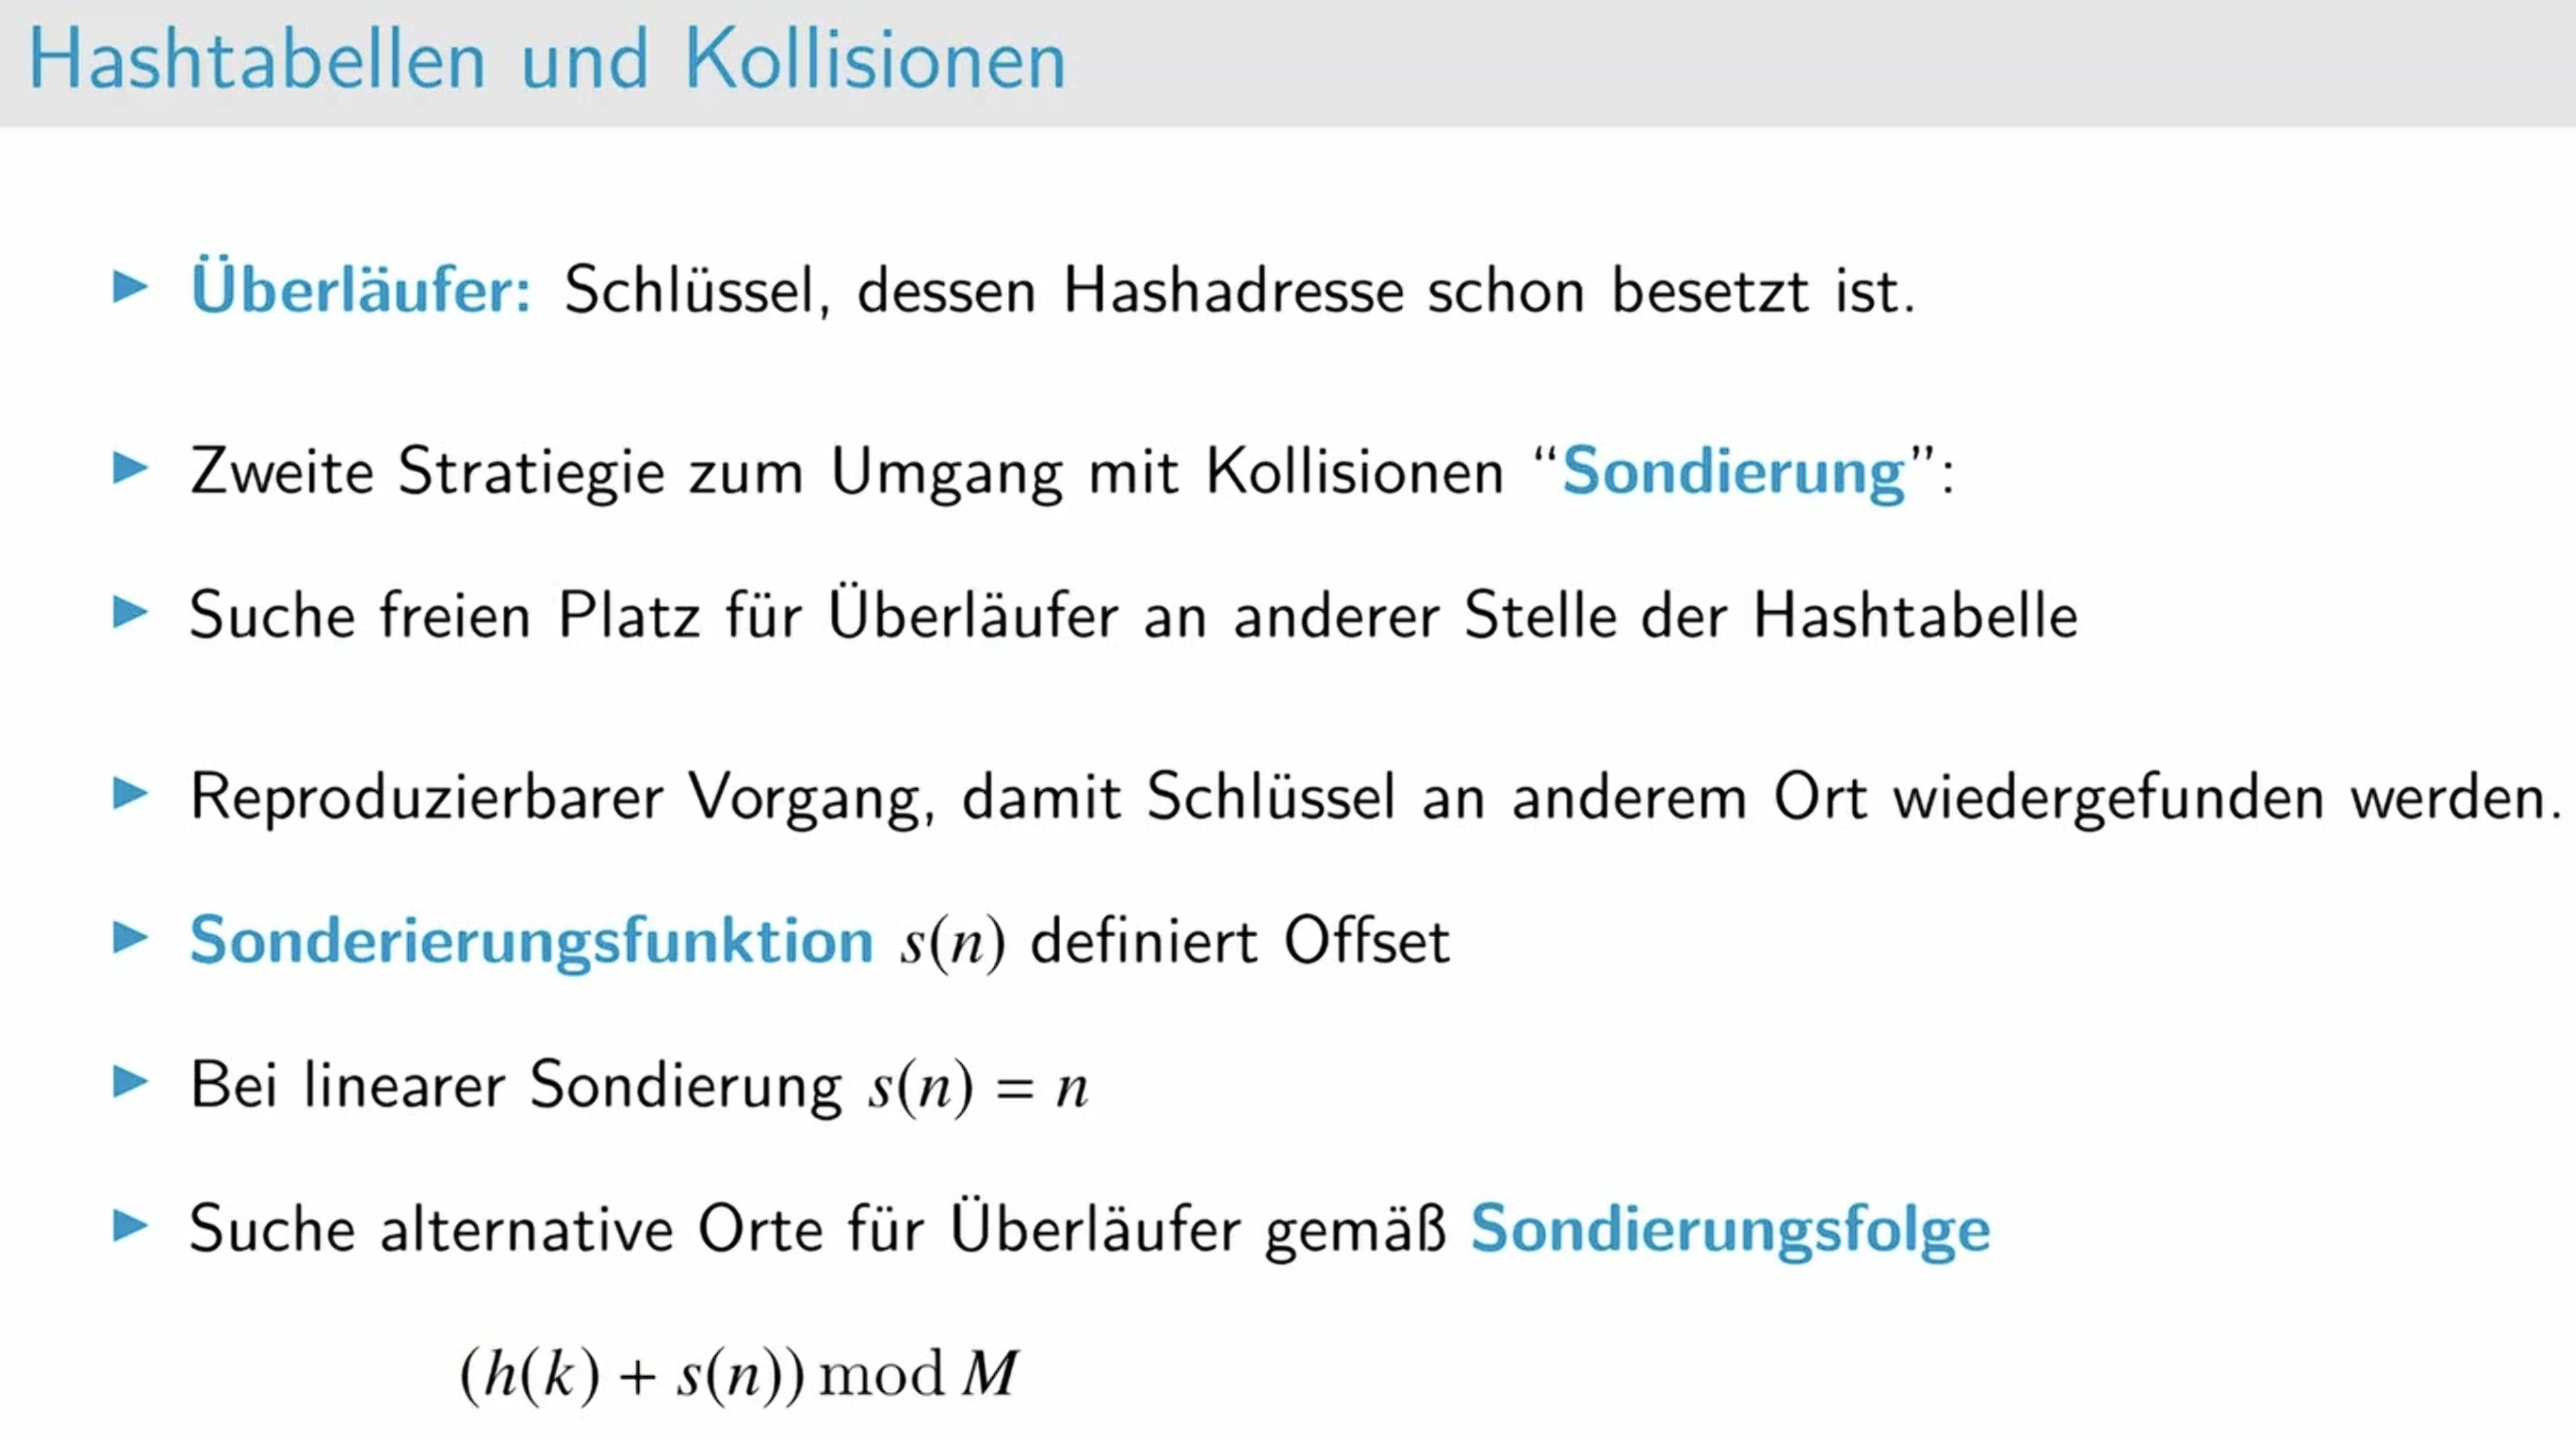 Hashtabellen und Kollisionen
Überläufer: Schlüssel, dessen Hashadresse schon besetzt ist.
Zweite Stratiegie zum Umgang mit Kollisionen “Sondierung”:
Suche freien Platz für Überläufer an anderer Stelle der Hashtabelle
Reproduzierbarer Vorgang, damit Schlüssel an anderem Ort wiedergefunden werden.
Sonderierungsfunktion s(n) definiert Offset
Bei linearer Sondierung s(n) = n
Suche alternative Orte für Überläufer gemäß Sondierungsfolge
(h(k) + s(n)) mod M